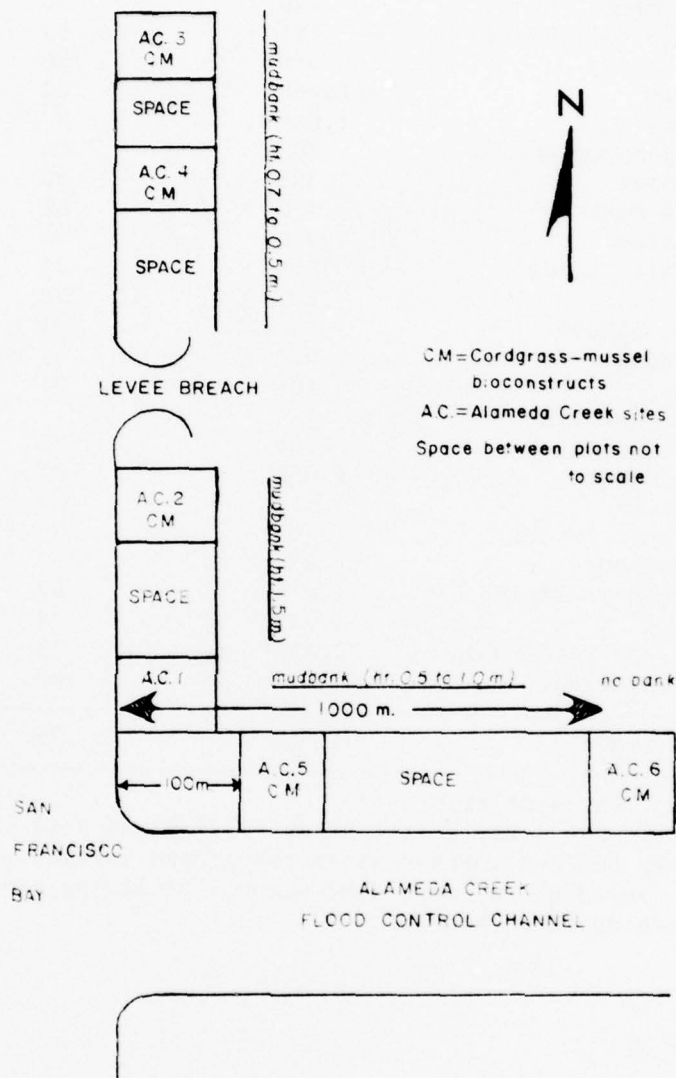 A.C. 3
CM
SPACE
A.C. 4
CM
SPACE
mudbank (ht. 0.7 to 0.5 m.)
N
LEVEE BREACH
CM=Cordgrass-mussel
bioconstructs
A.C.=Alameda Creek sites
Space between plots not
to scale
A.C. 2
CM
SPACE
mudbank (ht. 1.5 m)
A.C. 1
mudbank (ht. 0.5 to 1.0 m)
no bank
1000 m.
100m
A.C. 5
CM
SPACE
A.C. 6
CM
SAN
FRANCISCO
BAY
ALAMEDA CREEK
FLOOD CONTROL CHANNEL